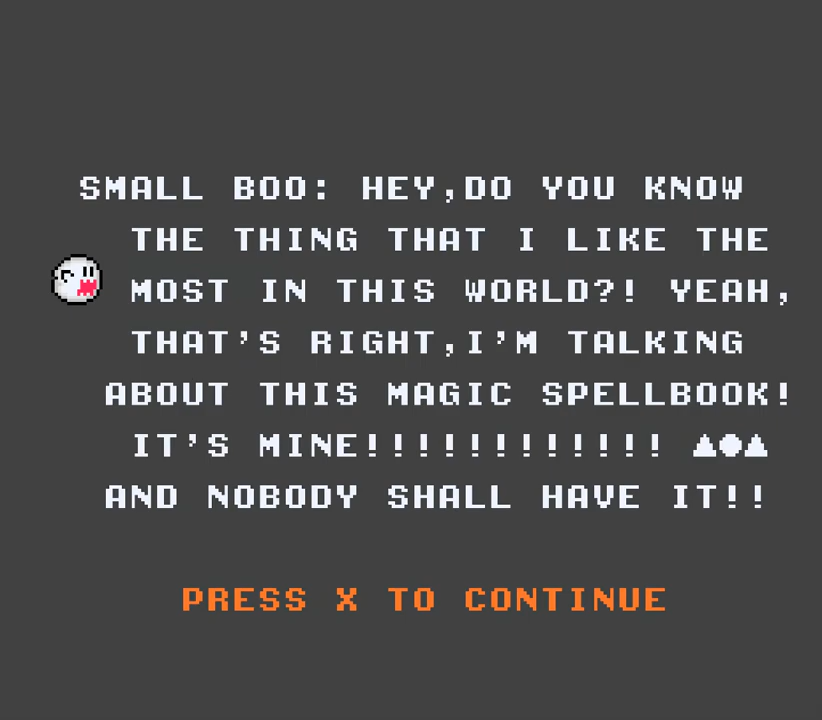 SMALL BOO: HEY,DO YOU KNOW
THE THING THAT I LIKE THE
MOST IN THIS WORLD?! YEAH,
THAT'S RIGHT,I'M TALKING
ABOUT THIS MAGIC SPELLBOOK!
IT'S MINE!!!!!!!!!!!! ▲●▲
AND NOBODY SHALL HAVE IT!!
PRESS X TO CONTINUE